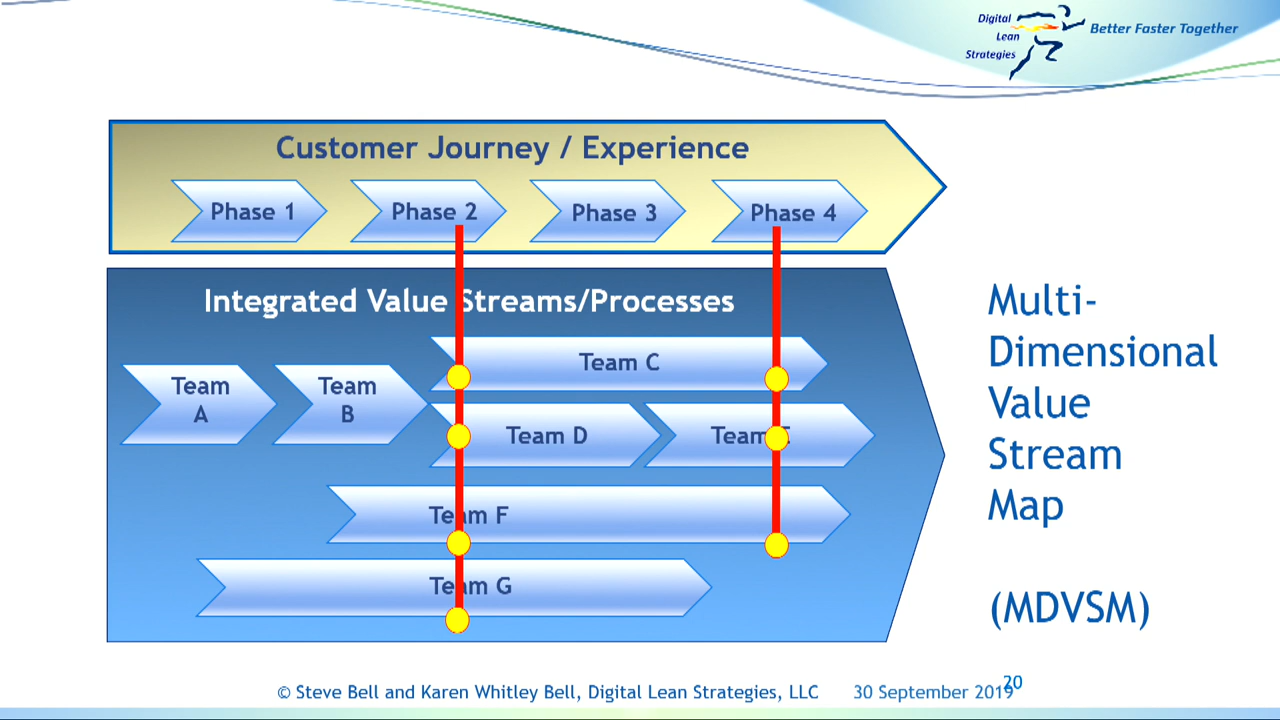 Digital
Lean
Strategies
Better Faster Together
Customer Journey / Experience
Phase 1
Phase 2
Phase 3
Phase 4
Integrated Value Streams/Processes
Team
A
Team
B
Team C
Team D
Team E
Team F
Team G
Multi-
Dimensional
Value
Stream
Map
(MDVSM)
© Steve Bell and Karen Whitley Bell, Digital Lean Strategies, LLC
30 September 2019
20